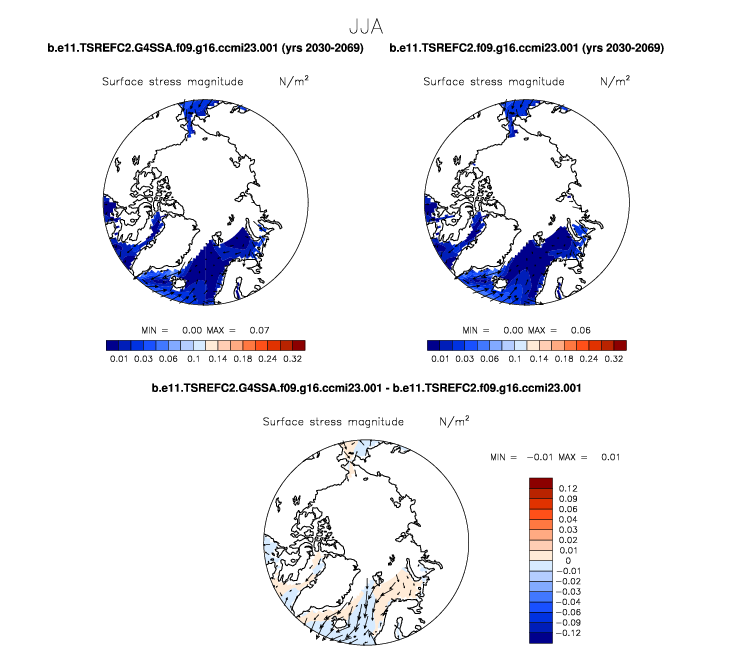 JJA
b.e11.TSREFC2.G4SSA.f09.g16.ccmi23.001 (yrs 2030-2069) b.e11.TSREFC2.f09.g16.ccmi23.001 (yrs 2030-2069)
Surface stress magnitude N/m² Surface stress magnitude N/m²
MIN = 0.00 MAX = 0.07 MIN = 0.00 MAX = 0.06
0.01 0.03 0.06 0.1 0.14 0.18 0.24 0.32 0.01 0.03 0.06 0.1 0.14 0.18 0.24 0.32
b.e11.TSREFC2.G4SSA.f09.g16.ccmi23.001 - b.e11.TSREFC2.f09.g16.ccmi23.001
Surface stress magnitude N/m²
MIN = -0.01 MAX = 0.01
0.12
0.09
0.06
0.04
0.03
0.02
0.01
0
-0.01
-0.02
-0.03
-0.04
-0.06
-0.09
-0.12